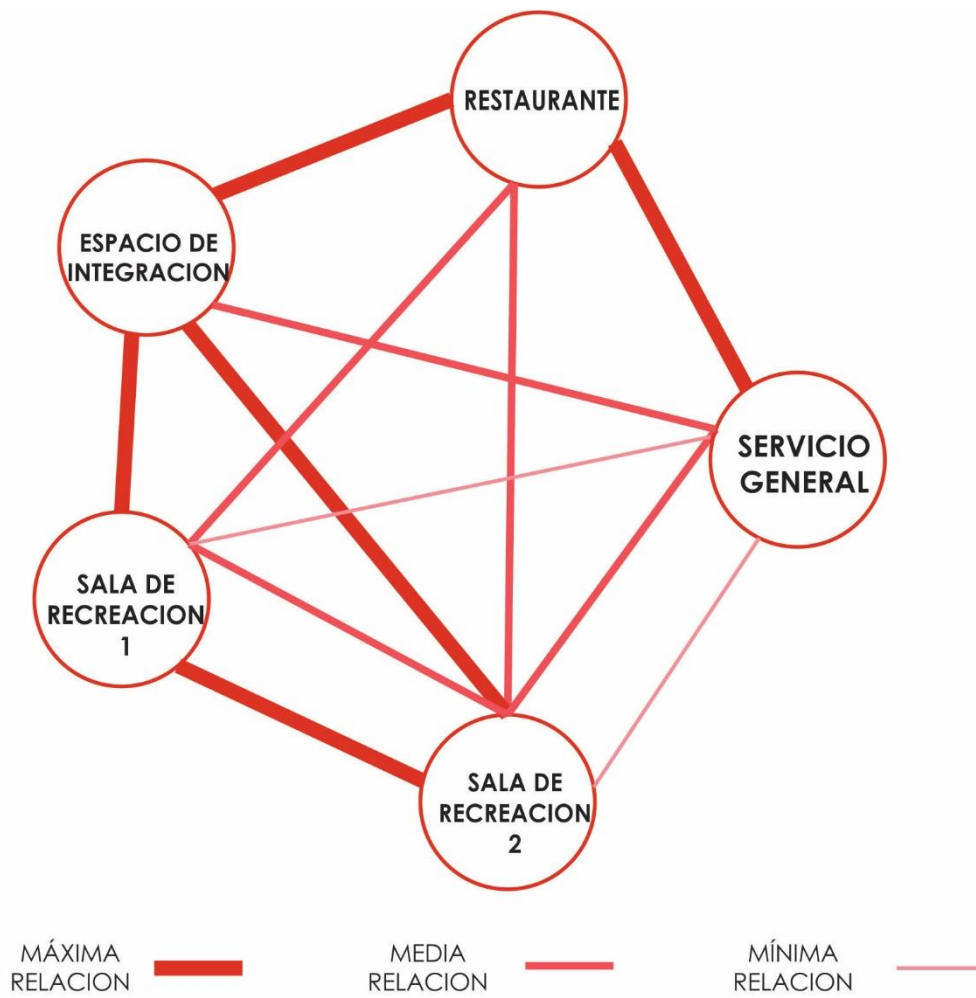 RESTAURANTE
ESPACIO DE
INTEGRACION
SERVICIO
GENERAL
SALA DE
RECREACION
1
SALA DE
RECREACION
2
MÁXIMA
RELACION
MEDIA
RELACION
MÍNIMA
RELACION